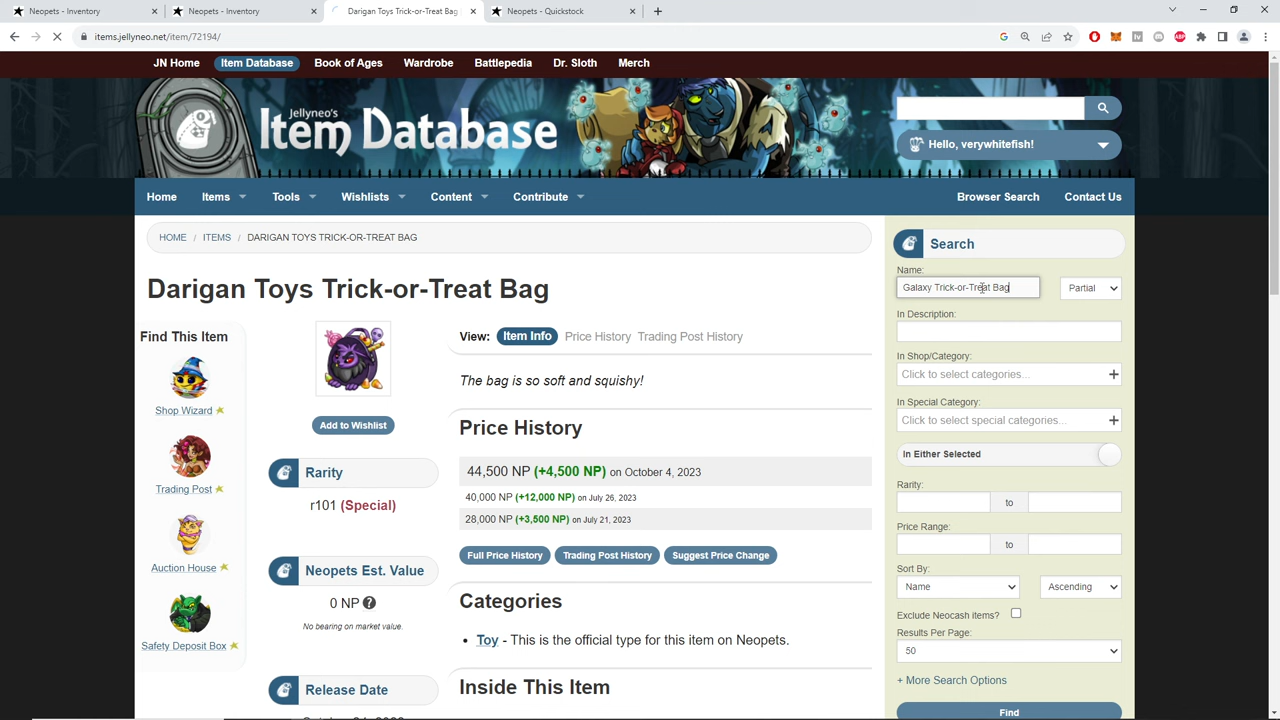 Neopets - Inventory
Neopets - Inventory
Darigan Toys Trick-or-Treat Bag
Neopets - Quickstock
items.jellyneo.net/item/72194/
JN Home
Item Database
Book of Ages
Wardrobe
Battlepedia
Dr. Sloth
Merch
Jellyneo's
Item Database
Hello, verywhitefish!
Home
Items
Tools
Wishlists
Content
Contribute
Browser Search
Contact Us
HOME / ITEMS / DARIGAN TOYS TRICK-OR-TREAT BAG
Darigan Toys Trick-or-Treat Bag
Find This Item
Shop Wizard
Trading Post
Auction House
Safety Deposit Box
Add to Wishlist
Rarity
r101 (Special)
Neopets Est. Value
0 NP ?
No bearing on market value.
Release Date
View: Item Info Price History Trading Post History
The bag is so soft and squishy!
Price History
44,500 NP (+4,500 NP) on October 4, 2023
40,000 NP (+12,000 NP) on July 26, 2023
28,000 NP (+3,500 NP) on July 21, 2023
Full Price History
Trading Post History
Suggest Price Change
Categories
• Toy - This is the official type for this item on Neopets.
Inside This Item
Search
Name:
Galaxy Trick-or-Treat Bag
Partial
In Description:
In Shop/Category:
Click to select categories...
In Special Category:
Click to select special categories...
In Either Selected
Rarity:
to
Price Range:
to
Sort By:
Name
Ascending
Exclude Neocash items?
Results Per Page:
50
+ More Search Options
Find